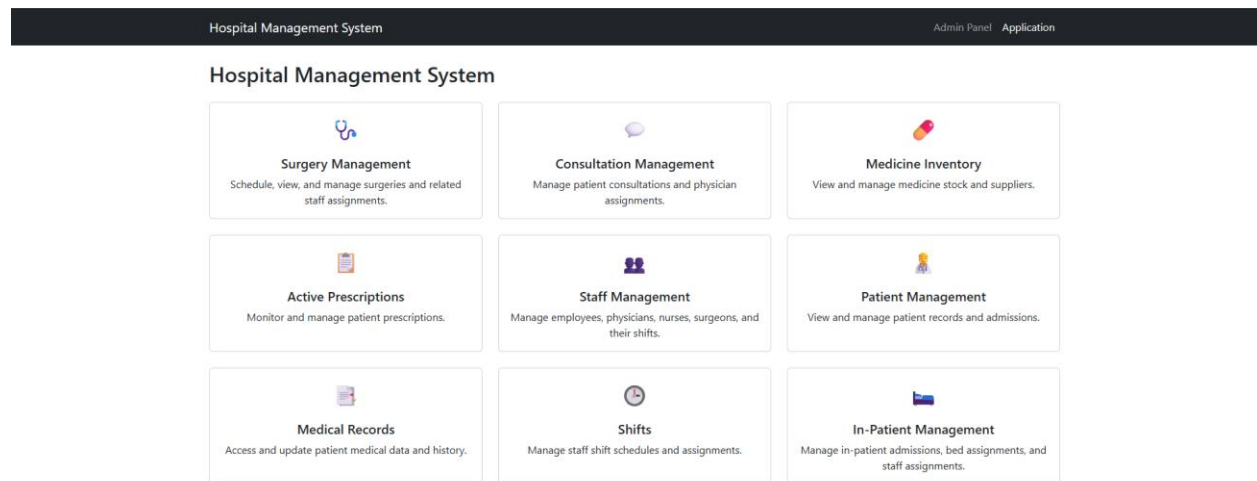 Hospital Management System
Admin Panel Application
Hospital Management System
Surgery Management
Schedule, view, and manage surgeries and related
staff assignments.
Consultation Management
Manage patient consultations and physician
assignments.
Medicine Inventory
View and manage medicine stock and suppliers.
Active Prescriptions
Monitor and manage patient prescriptions.
Staff Management
Manage employees, physicians, nurses, surgeons, and
their shifts.
Patient Management
View and manage patient records and admissions.
Medical Records
Access and update patient medical data and history.
Shifts
Manage staff shift schedules and assignments.
In-Patient Management
Manage in-patient admissions, bed assignments, and
staff assignments.